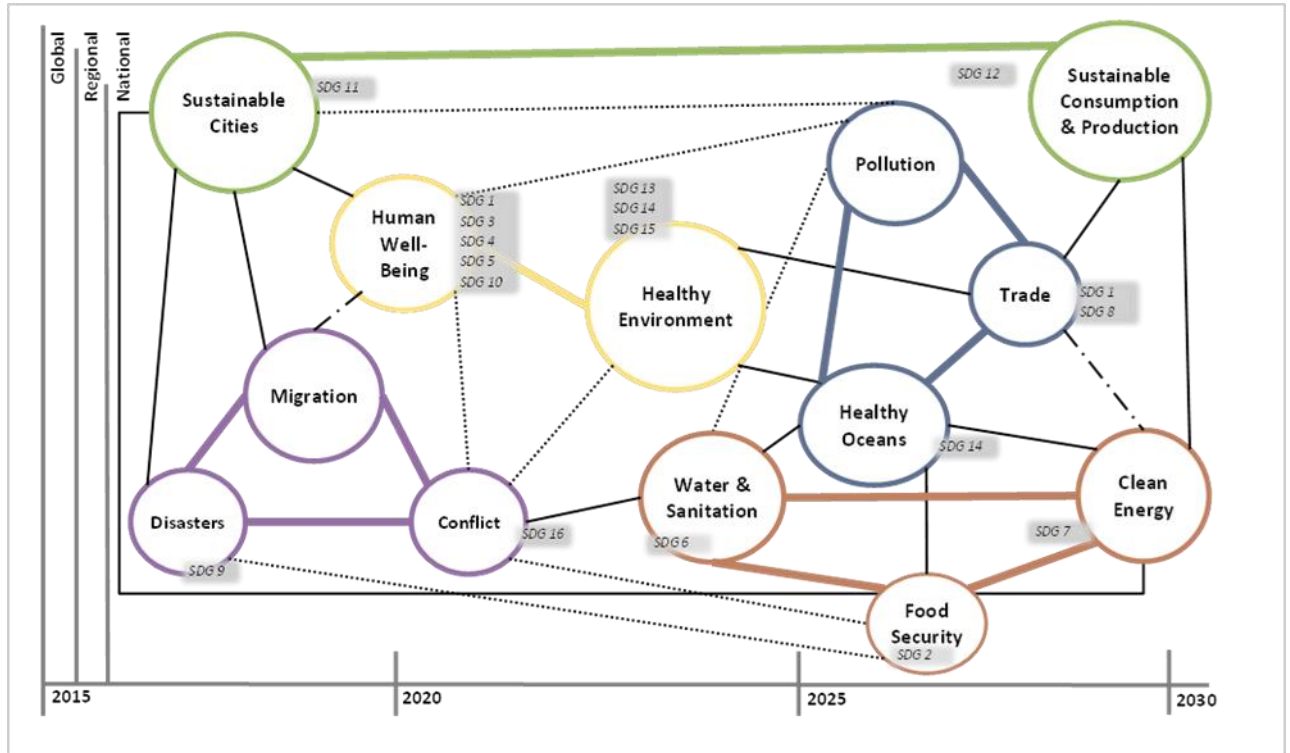 Global
Regional
National
Sustainable
Cities
SDG 11
SDG 12
Sustainable
Consumption
& Production
Pollution
Human
Well-
Being
SDG 1
SDG 3
SDG 4
SDG 5
SDG 10
SDG 13
SDG 14
SDG 15
Healthy
Environment
Trade
SDG 1
SDG 8
Migration
Healthy
Oceans
SDG 14
Disasters
SDG 9
Conflict
SDG 16
Water &
Sanitation
SDG 6
Clean
Energy
SDG 7
Food
Security
SDG 2
2015
2020
2025
2030